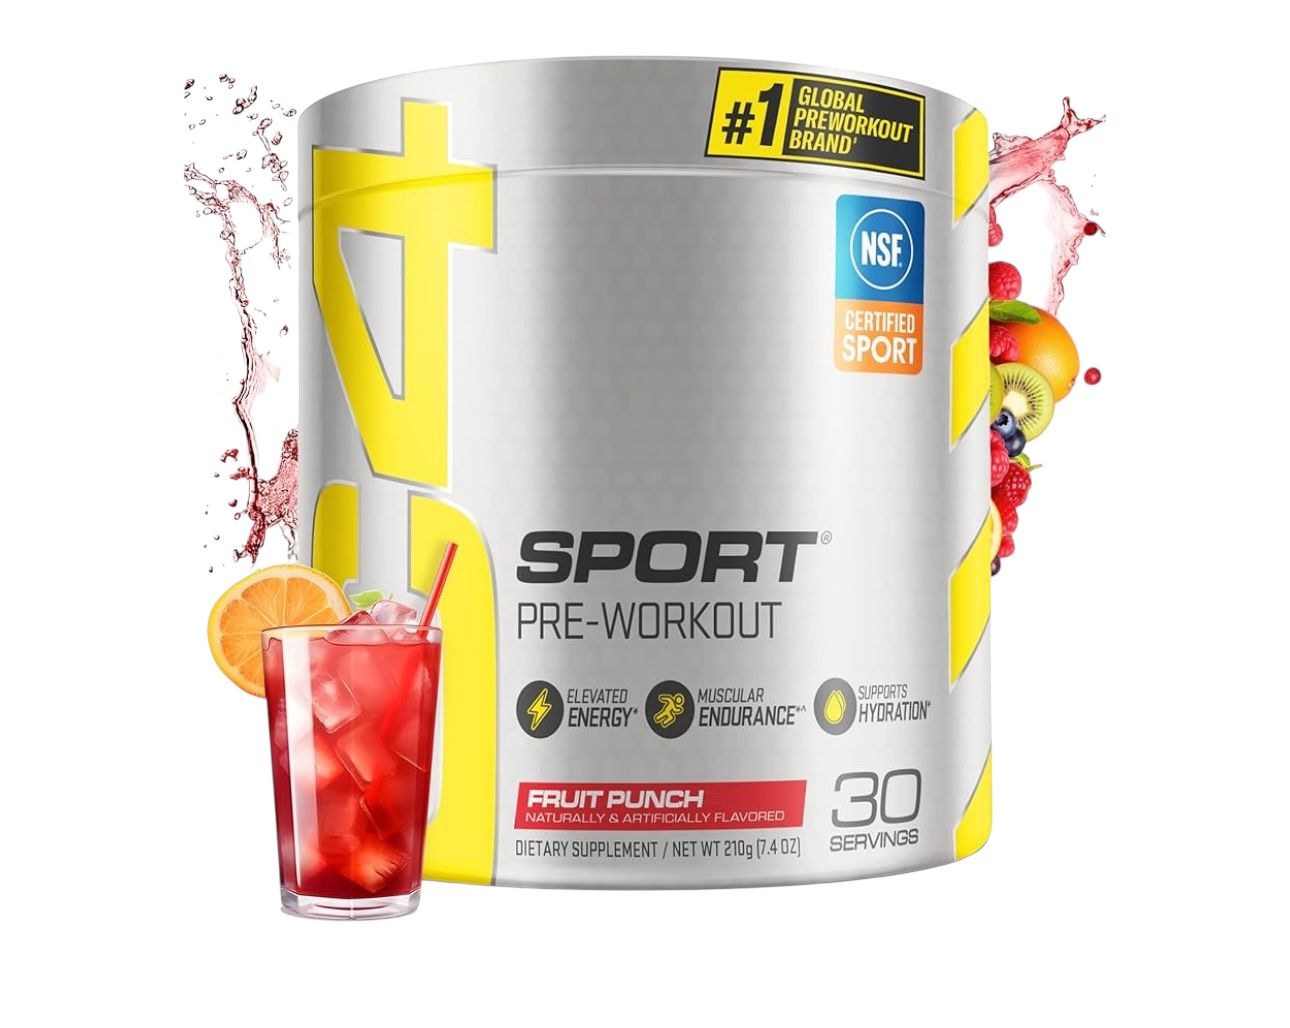 #1
GLOBAL
PREWORKOUT
BRAND‡
NSF®
CERTIFIED
SPORT
SPORT®
PRE-WORKOUT
ELEVATED
ENERGY*
MUSCULAR
ENDURANCE*^
SUPPORTS
HYDRATION*
FRUIT PUNCH
NATURALLY & ARTIFICIALLY FLAVORED
30
SERVINGS
DIETARY SUPPLEMENT / NET WT 210g (7.4 OZ)